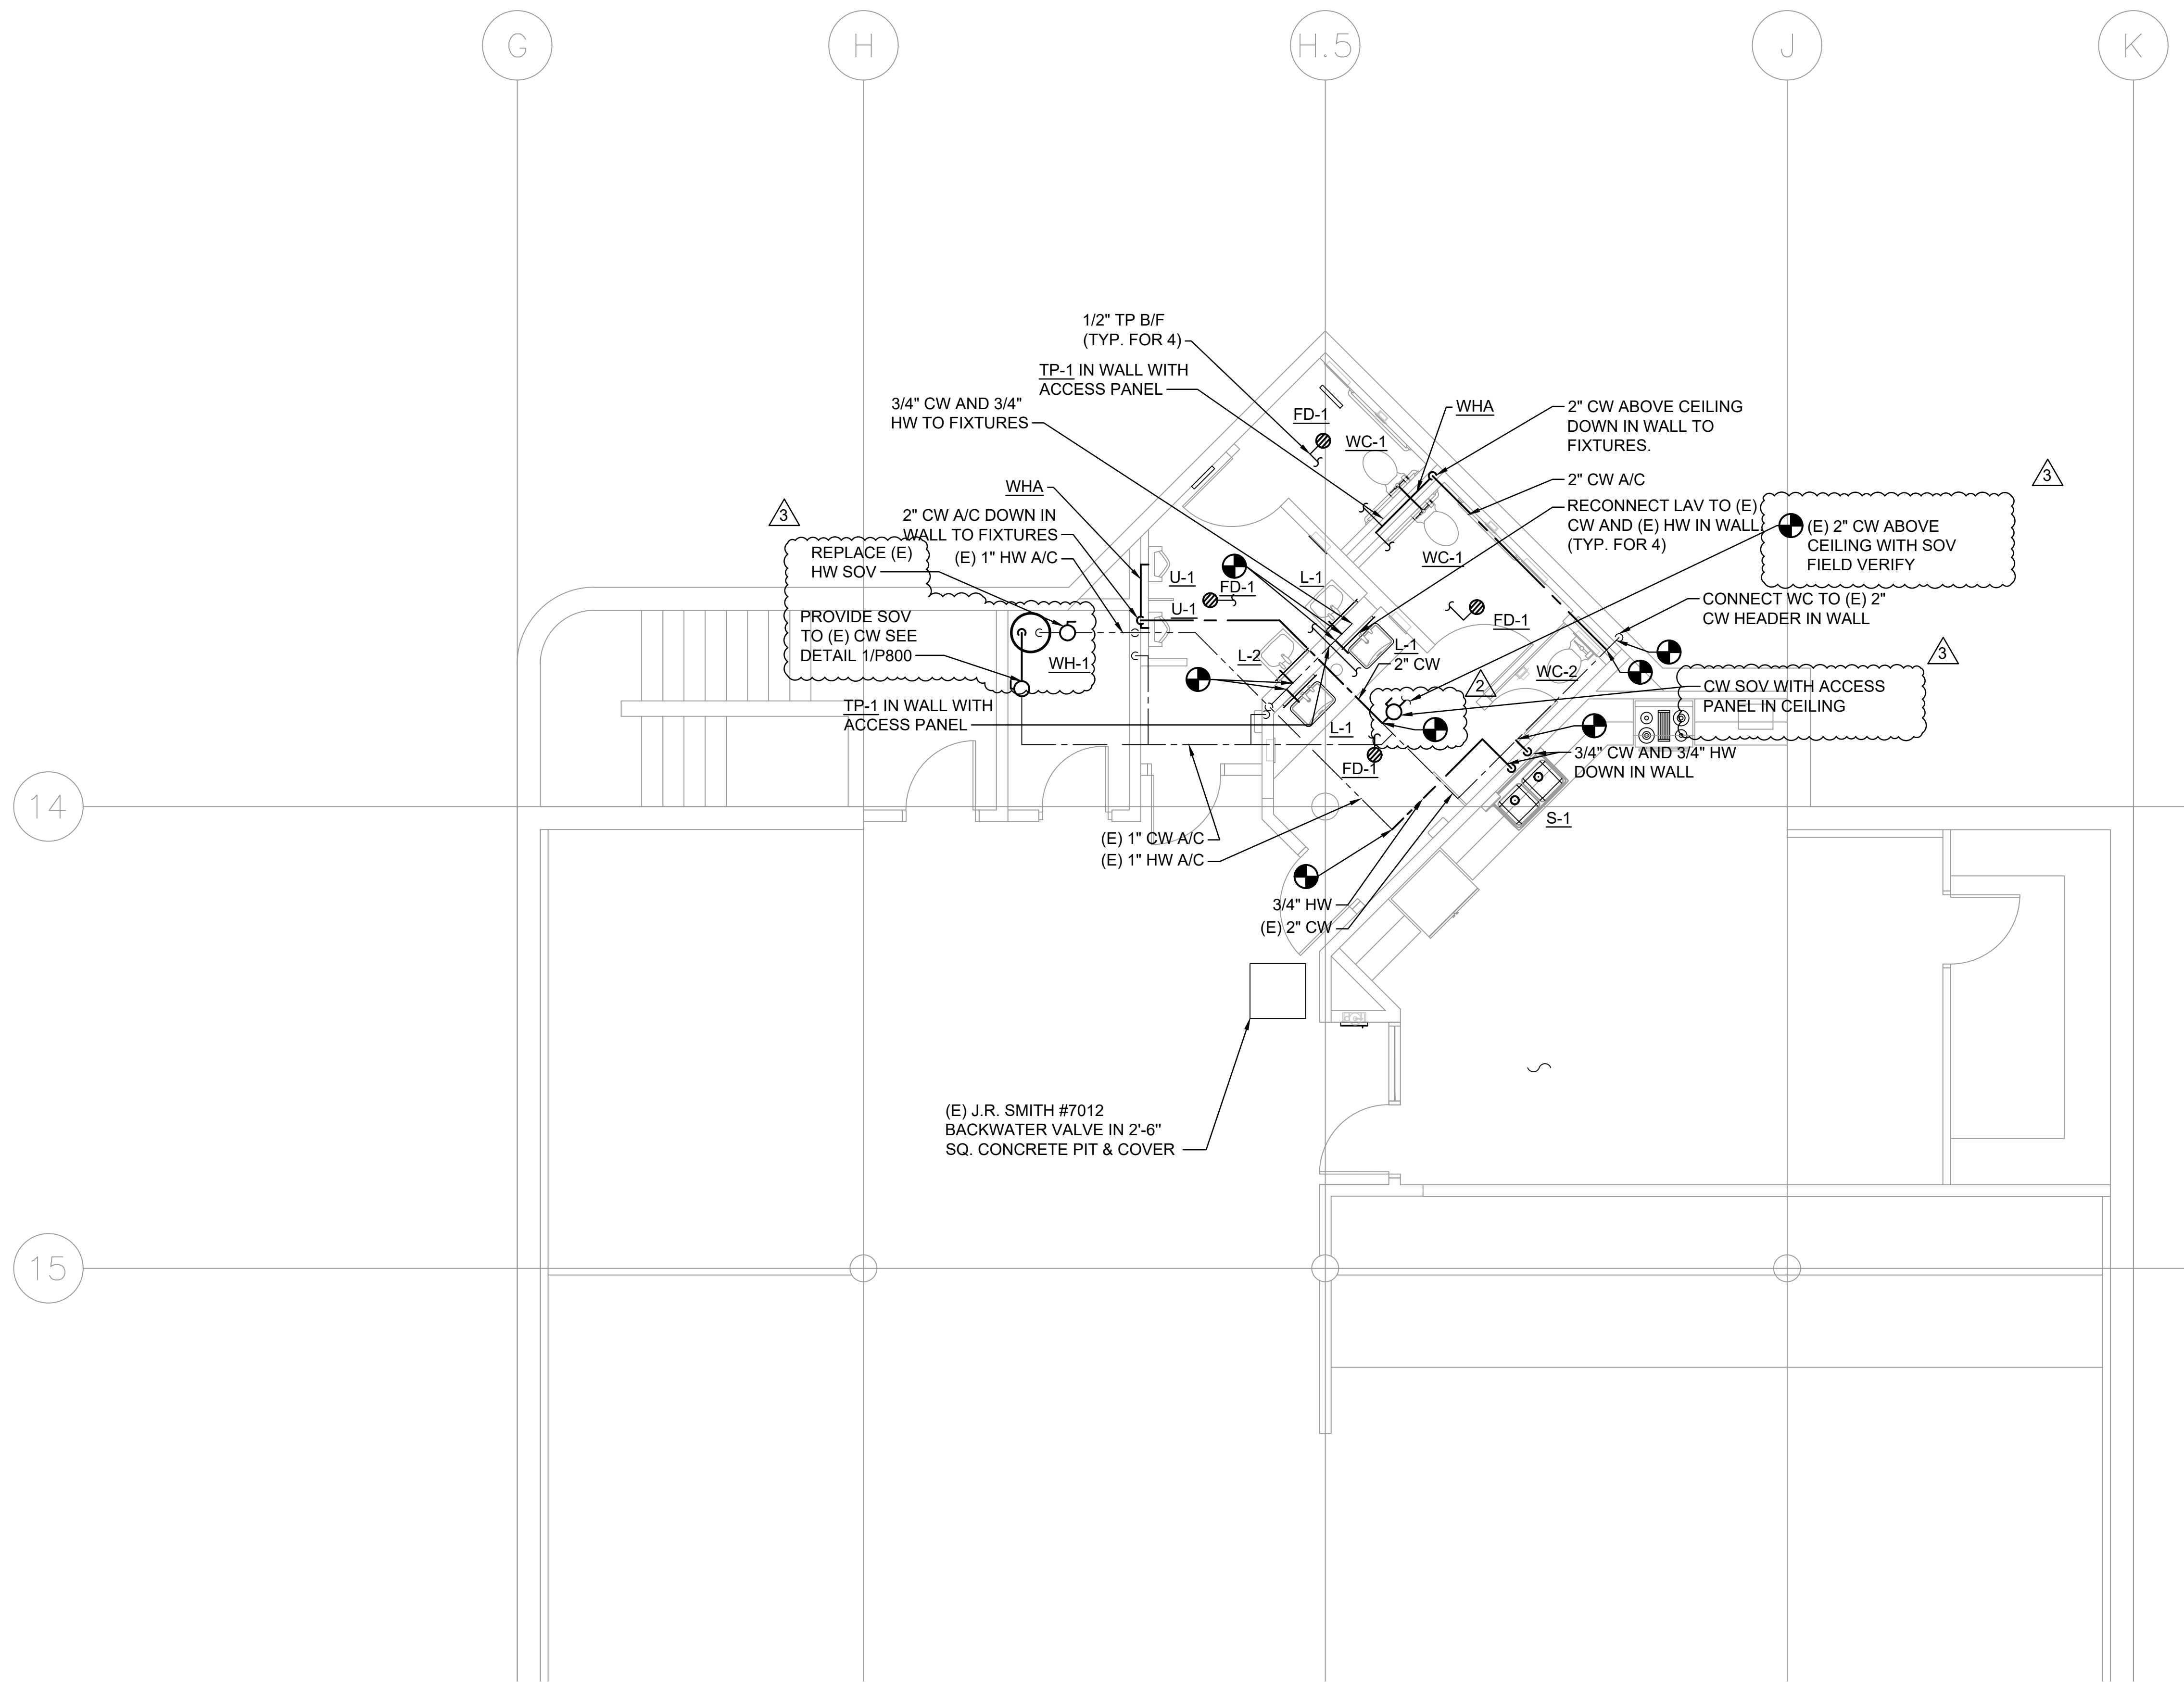 G
H
H.5
J
K
1/2" TP B/F
(TYP. FOR 4)
TP-1 IN WALL WITH
ACCESS PANEL
3/4" CW AND 3/4"
HW TO FIXTURES
FD-1
WC-1
WHA
2" CW ABOVE CEILING
DOWN IN WALL TO
FIXTURES.
2" CW A/C
RECONNECT LAV TO (E)
CW AND (E) HW IN WALL
(TYP. FOR 4)
3
(E) 2" CW ABOVE
CEILING WITH SOV
FIELD VERIFY
WHA
2" CW A/C DOWN IN
WALL TO FIXTURES
(E) 1" HW A/C
3
REPLACE (E)
HW SOV
PROVIDE SOV
TO (E) CW SEE
DETAIL 1/P800
WH-1
U-1
FD-1
U-1
L-1
WC-1
FD-1
CONNECT WC TO (E) 2"
CW HEADER IN WALL
L-1
L-2
2" CW
WC-2
2
3
CW SOV WITH ACCESS
PANEL IN CEILING
TP-1 IN WALL WITH
ACCESS PANEL
L-1
FD-1
3/4" CW AND 3/4" HW
DOWN IN WALL
S-1
14
(E) 1" CW A/C
(E) 1" HW A/C
3/4" HW
(E) 2" CW
(E) J.R. SMITH #7012
BACKWATER VALVE IN 2'-6"
SQ. CONCRETE PIT & COVER
15